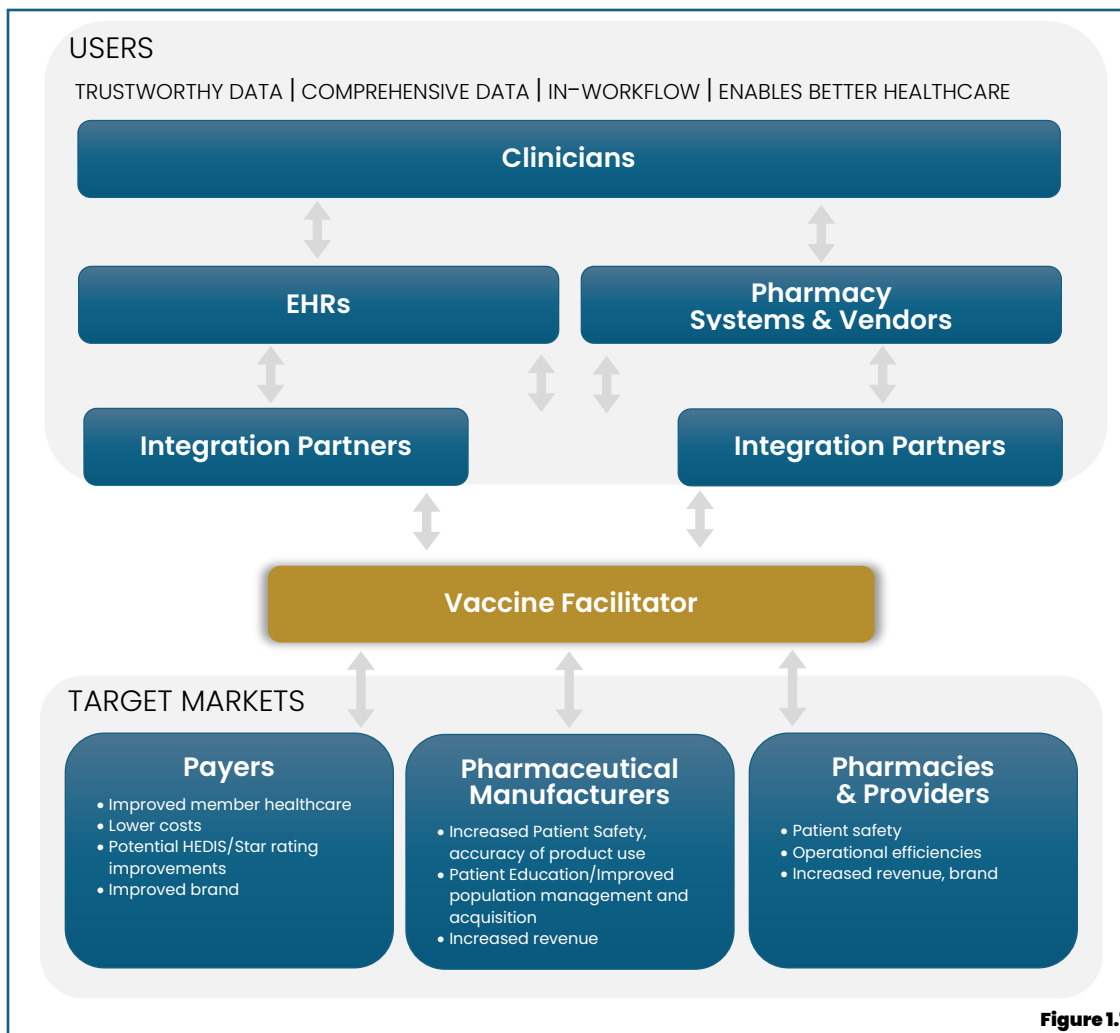 USERS
TRUSTWORTHY DATA | COMPREHENSIVE DATA | IN-WORKFLOW | ENABLES BETTER HEALTHCARE
Clinicians
EHRs
Pharmacy
Systems & Vendors
Integration Partners
Integration Partners
Vaccine Facilitator
TARGET MARKETS
Payers
• Improved member healthcare
• Lower costs
• Potential HEDIS/Star rating
improvements
• Improved brand
Pharmaceutical
Manufacturers
• Increased Patient Safety,
accuracy of product use
• Patient Education/Improved
population management and
acquisition
• Increased revenue
Pharmacies
& Providers
• Patient safety
• Operational efficiencies
• Increased revenue, brand
Figure 1.